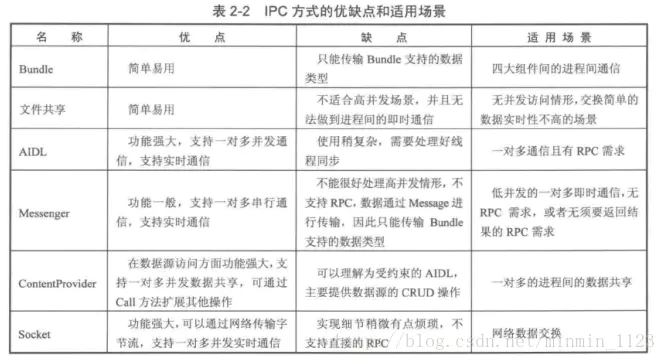 表 2-2 IPC 方式的优缺点和适用场景
名 称 优 点 缺 点 适 用 场 景
Bundle 简单易用 只能传输 Bundle 支持的数据
类型 四大组件间的进程间通信
文件共享 简单易用 不适合高并发场景，并且无
法做到进程间的即时通信 无并发访问情形，交换简单的
数据实时性不高的场景
AIDL 功能强大，支持一对多并发通
信，支持实时通信 使用稍复杂，需要处理好线
程同步 一对多通信且有 RPC 需求
Messenger 功能一般，支持一对多串行通
信，支持实时通信 不能很好处理高并发情形，不
支持 RPC，数据通过 Message 进
行传输，因此只能传输 Bundle
支持的数据类型 低并发的一对多即时通信，无
RPC 需求，或者无须要返回结
果的 RPC 需求
ContentProvider 在数据源访问方面功能强大，支
持一对多并发数据共享，可通过
Call 方法扩展其他操作 可以理解为受约束的 AIDL，
主要提供数据源的 CRUD 操作 一对多的进程间的数据共享
Socket 功能强大，可以通过网络传输字
节流，支持一对多并发实时通信 实现细节稍微有点烦琐，不
支持直接的 RPC 网络数据交换
https://blog.csdn.net/minmin_1123